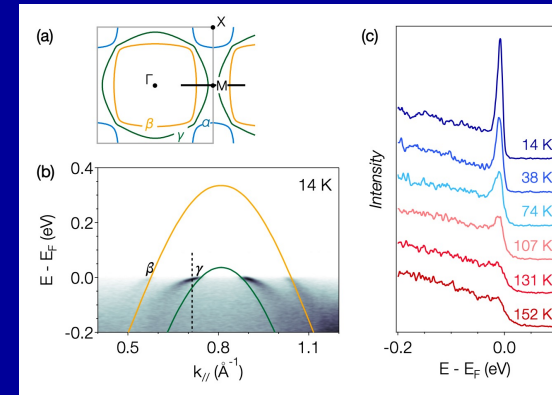 (a)
X
Γ
M
β
α
γ
(b)
14 K
0.4
0.2
0.0
-0.2
E - E_F (eV)
β
γ
0.5
0.8
1.1
k_// (Å⁻¹)
(c)
Intensity
14 K
38 K
74 K
107 K
131 K
152 K
-0.2
0.0
E - E_F (eV)